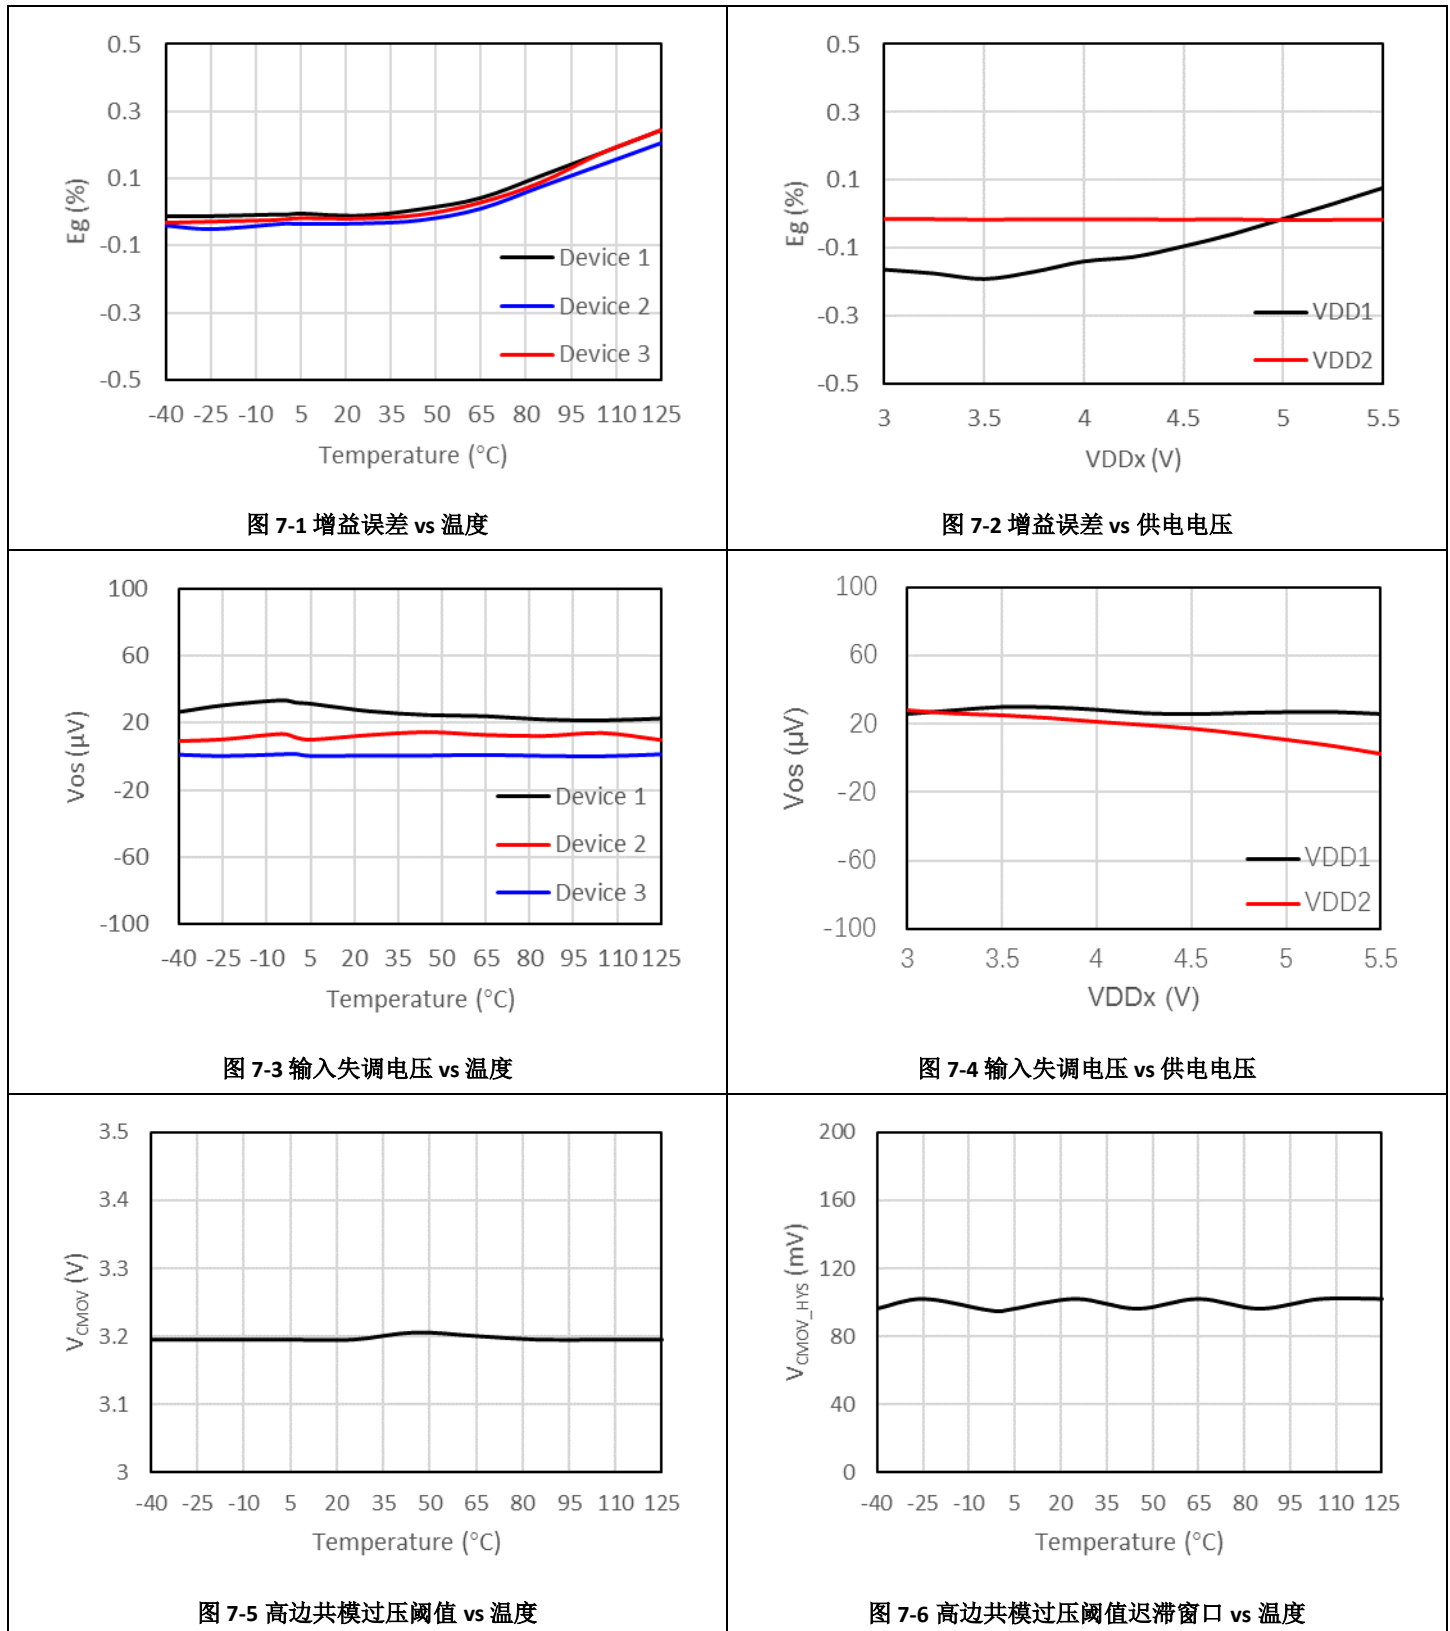 0.5
0.3
0.1
-0.1
-0.3
-0.5
Eg (%)
Device 1
Device 2
Device 3
-40 -25 -10 5 20 35 50 65 80 95 110 125
Temperature (°C)
图 7-1 增益误差 vs 温度
0.5
0.3
0.1
-0.1
-0.3
-0.5
Eg (%)
VDD1
VDD2
3 3.5 4 4.5 5 5.5
VDDx (V)
图 7-2 增益误差 vs 供电电压
100
60
20
-20
-60
-100
Vos (µV)
Device 1
Device 2
Device 3
-40 -25 -10 5 20 35 50 65 80 95 110 125
Temperature (°C)
图 7-3 输入失调电压 vs 温度
100
60
20
-20
-60
-100
Vos (µV)
VDD1
VDD2
3 3.5 4 4.5 5 5.5
VDDx (V)
图 7-4 输入失调电压 vs 供电电压
3.5
3.4
3.3
3.2
3.1
3
VCMOV (V)
-40 -25 -10 5 20 35 50 65 80 95 110 125
Temperature (°C)
图 7-5 高边共模过压阈值 vs 温度
200
160
120
80
40
0
VCMOV_HYS (mV)
-40 -25 -10 5 20 35 50 65 80 95 110 125
Temperature (°C)
图 7-6 高边共模过压阈值迟滞窗口 vs 温度